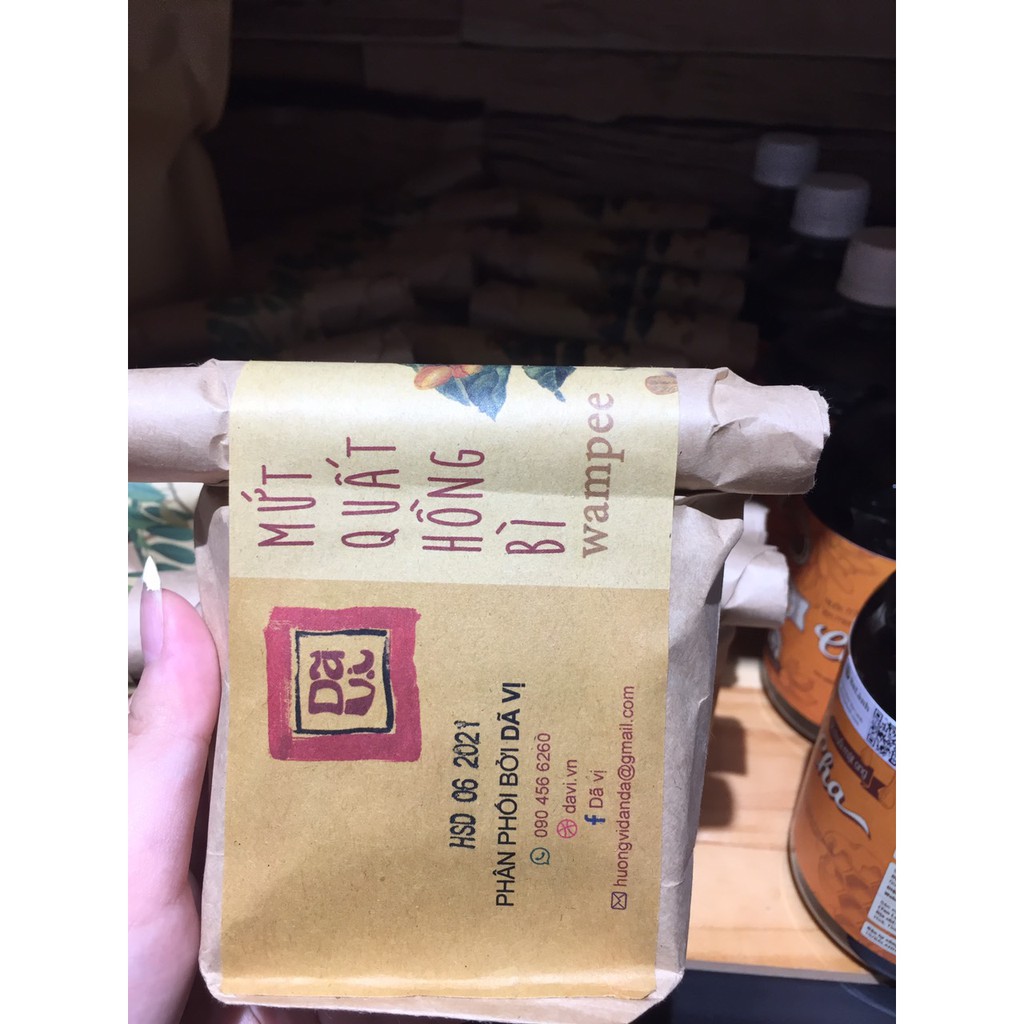 MỨT
QUẤT
HỒNG
BÌ
wampee
Dã
Vị
HSD 06 2021
PHÂN PHỐI BỞI DÃ VỊ
090 456 6260
davi.vn
Dã vị
huongvidanda@gmail.com